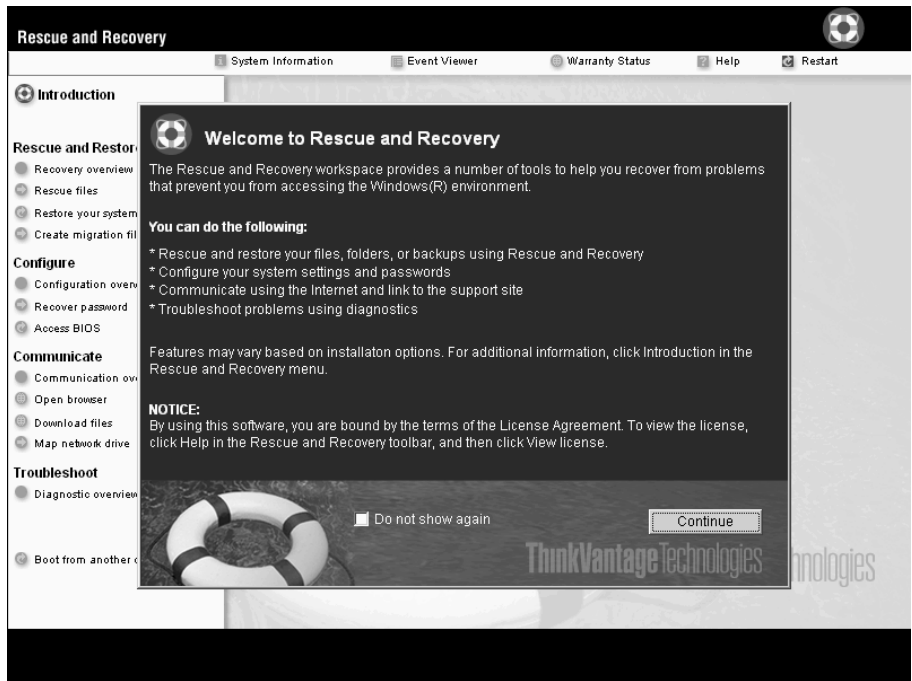 Rescue and Recovery
System Information
Event Viewer
Warranty Status
Help
Restart
Introduction
Rescue and Restor
Recovery overview
Rescue files
Restore your system
Create migration fil
Configure
Configuration overv
Recover password
Access BIOS
Communicate
Communication ove
Open browser
Download files
Map network drive
Troubleshoot
Diagnostic overview
Boot from another d
Welcome to Rescue and Recovery
The Rescue and Recovery workspace provides a number of tools to help you recover from problems
that prevent you from accessing the Windows(R) environment.
You can do the following:
* Rescue and restore your files, folders, or backups using Rescue and Recovery
* Configure your system settings and passwords
* Communicate using the Internet and link to the support site
* Troubleshoot problems using diagnostics
Features may vary based on installaton options. For additional information, click Introduction in the
Rescue and Recovery menu.
NOTICE:
By using this software, you are bound by the terms of the License Agreement. To view the license,
click Help in the Rescue and Recovery toolbar, and then click View license.
Do not show again
Continue
ThinkVantage Technologies
hnologies